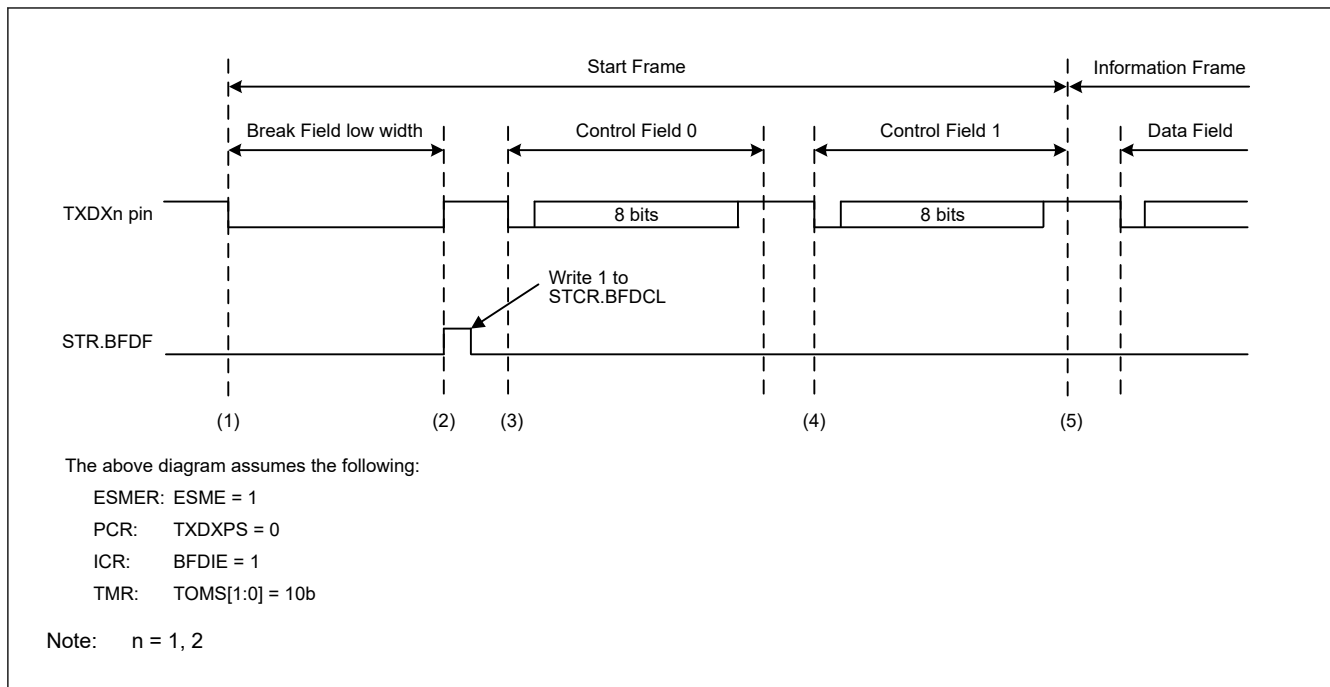 Start Frame
Information Frame
Break Field low width
Control Field 0
Control Field 1
Data Field
TXDXn pin
8 bits
8 bits
Write 1 to
STCR.BFDCL
STR.BFDF
(1)
(2)
(3)
(4)
(5)
The above diagram assumes the following:
ESMER: ESME = 1
PCR: TXDXPS = 0
ICR: BFDIE = 1
TMR: TOMS[1:0] = 10b
Note: n = 1, 2